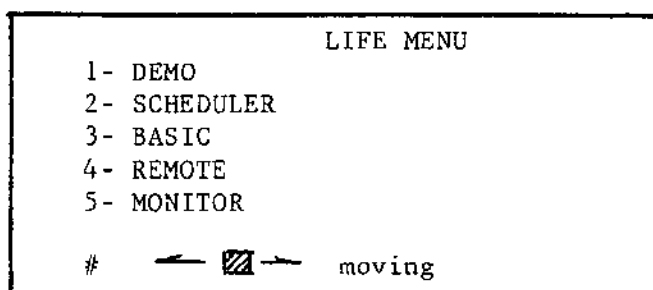 LIFE MENU
1- DEMO
2- SCHEDULER
3- BASIC
4- REMOTE
5- MONITOR
# moving